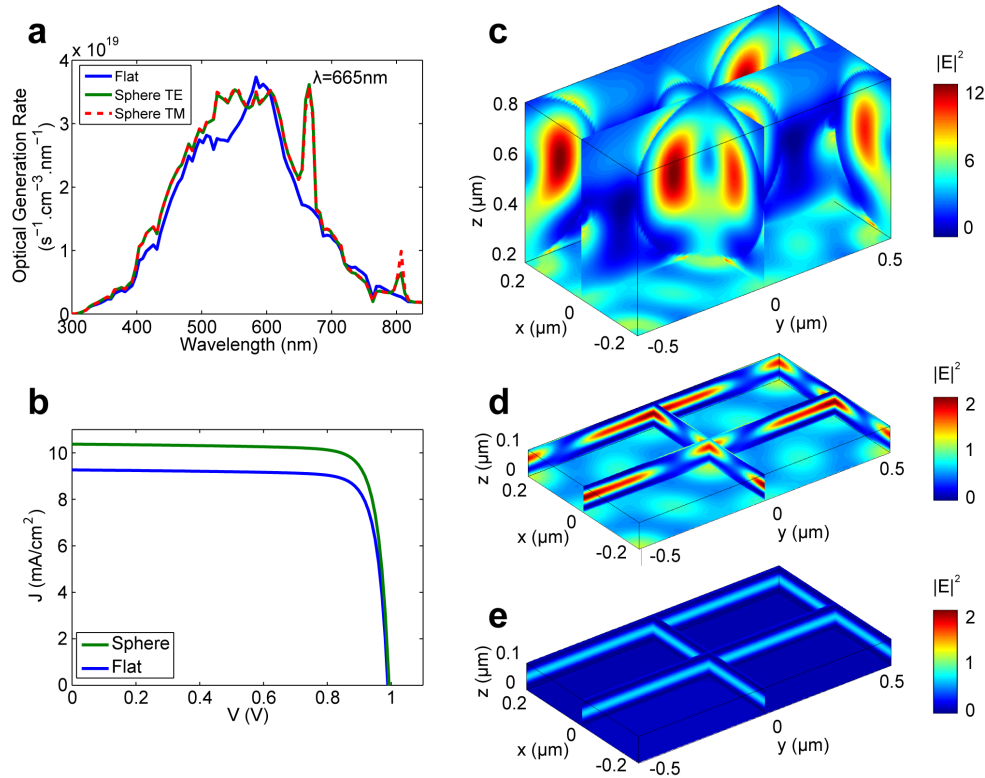 a
x 10^19
4
3
2
1
0
300 400 500 600 700 800
Wavelength (nm)
Optical Generation Rate
(s⁻¹.cm⁻³.nm⁻¹)
Flat
Sphere TE
Sphere TM
λ=665nm
b
10
8
6
4
2
0
0 0.2 0.4 0.6 0.8 1
V (V)
J (mA/cm²)
Sphere
Flat
c
|E|²
12
6
0
0.8
0.6
0.4
0.2
z (μm)
0.2
0
-0.2
x (μm)
-0.5
0
0.5
y (μm)
d
|E|²
2
1
0
0.1
0
z (μm)
0.2
0
-0.2
x (μm)
-0.5
0
0.5
y (μm)
e
|E|²
2
1
0
0.1
0
z (μm)
0.2
0
-0.2
x (μm)
-0.5
0
0.5
y (μm)